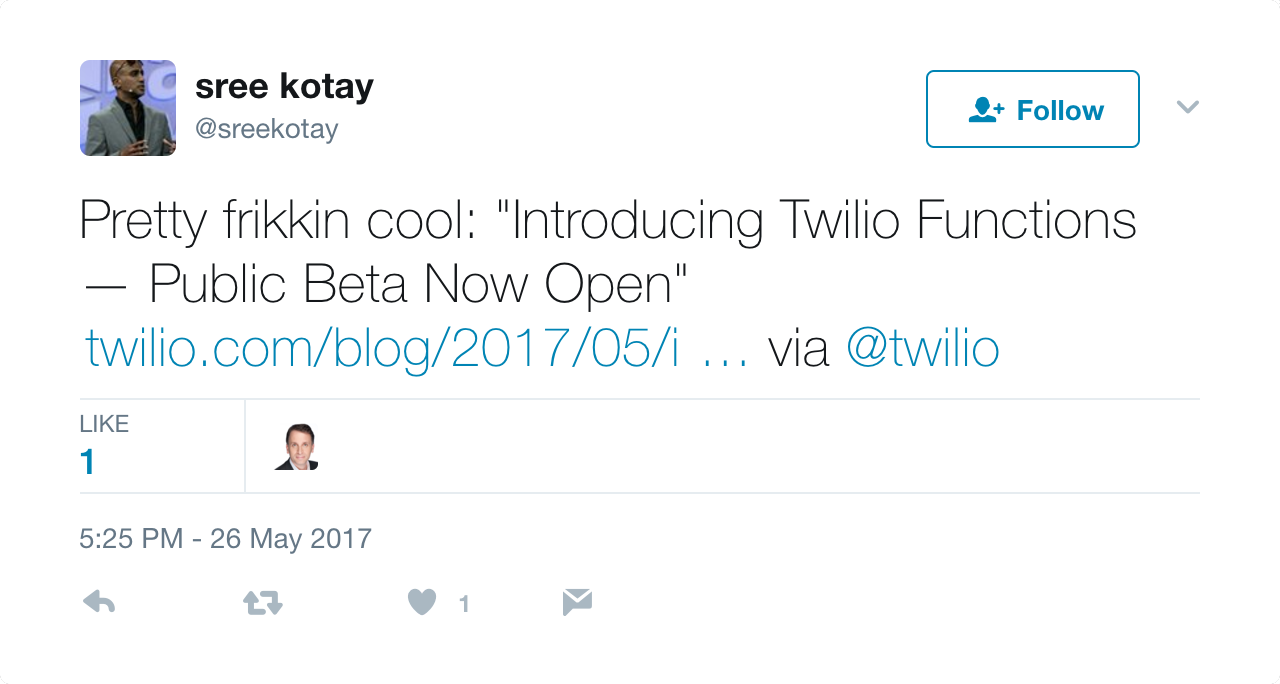 sree kotay
@sreekotay
Follow
Pretty frikkin cool: "Introducing Twilio Functions
— Public Beta Now Open"
twilio.com/blog/2017/05/i … via @twilio
LIKE
1
5:25 PM - 26 May 2017
1